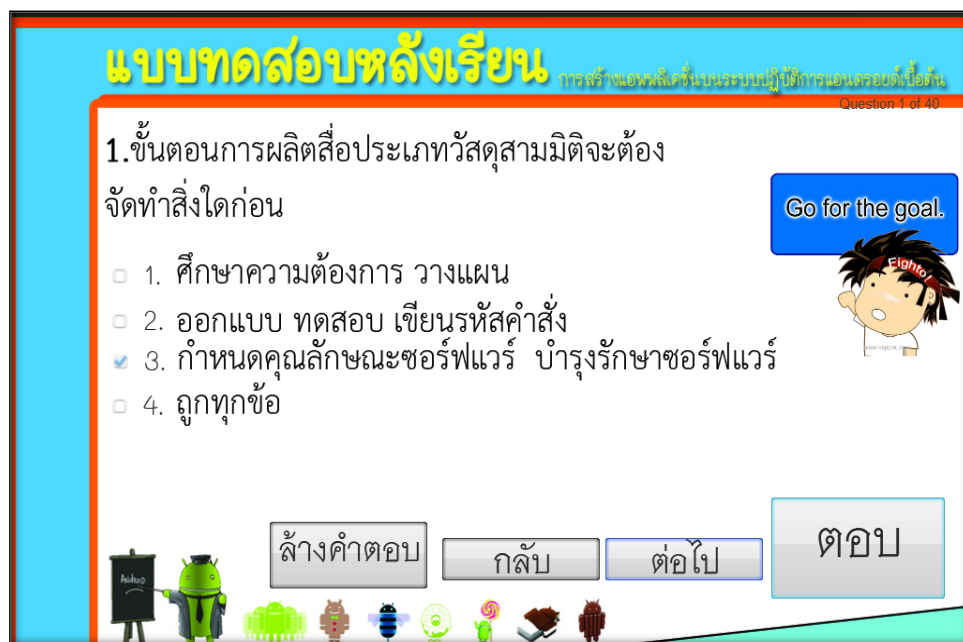 แบบทดสอบหลังเรียน การสร้างแอพพลิเคชั่นบนระบบปฏิบัติการแอนดรอยด์เบื้อต้น
Question 1 of 40
1.ขั้นตอนการผลิตสื่อประเภทวัสดุสามมิติจะต้อง
จัดทำสิ่งใดก่อน
Go for the goal.
Fighto!
1. ศึกษาความต้องการ วางแผน
2. ออกแบบ ทดสอบ เขียนรหัสคำสั่ง
3. กำหนดคุณลักษณะซอร์ฟแวร์ บำรุงรักษาซอร์ฟแวร์
4. ถูกทุกข้อ
ล้างคำตอบ
กลับ
ต่อไป
ตอบ
Android